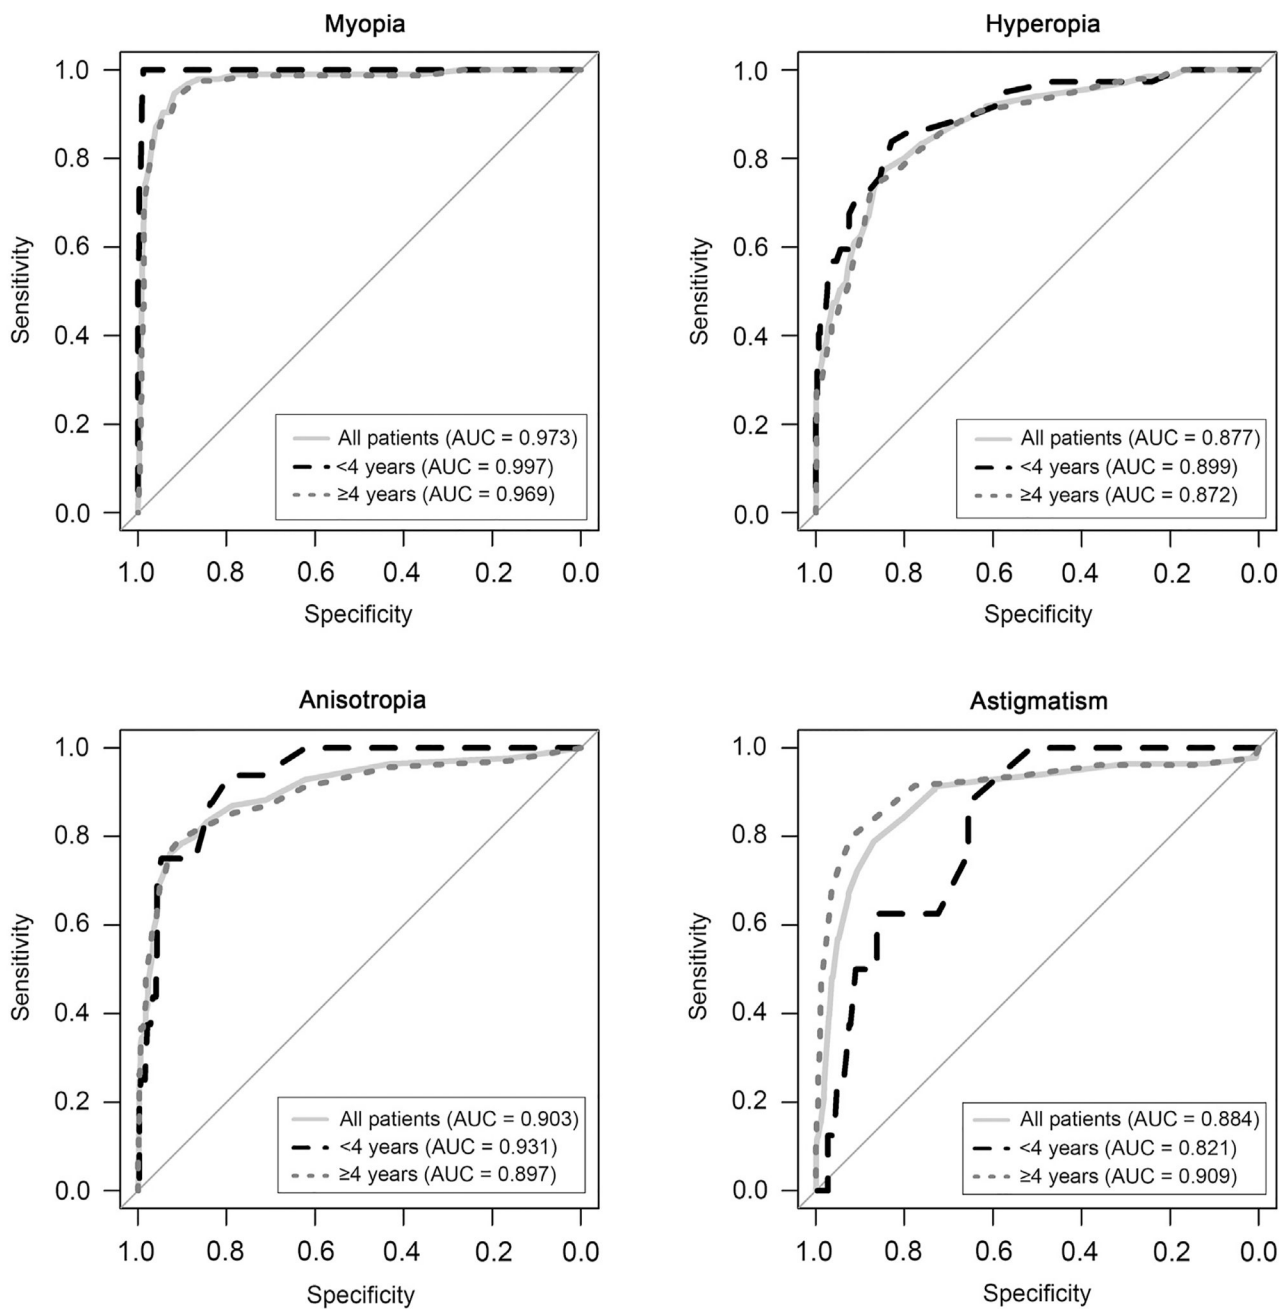 Myopia
Sensitivity
1.0
0.8
0.6
0.4
0.2
0.0
All patients (AUC = 0.973)
<4 years (AUC = 0.997)
≥4 years (AUC = 0.969)
1.0 0.8 0.6 0.4 0.2 0.0
Specificity
Hyperopia
Sensitivity
1.0
0.8
0.6
0.4
0.2
0.0
All patients (AUC = 0.877)
<4 years (AUC = 0.899)
≥4 years (AUC = 0.872)
1.0 0.8 0.6 0.4 0.2 0.0
Specificity
Anisotropia
Sensitivity
1.0
0.8
0.6
0.4
0.2
0.0
All patients (AUC = 0.903)
<4 years (AUC = 0.931)
≥4 years (AUC = 0.897)
1.0 0.8 0.6 0.4 0.2 0.0
Specificity
Astigmatism
Sensitivity
1.0
0.8
0.6
0.4
0.2
0.0
All patients (AUC = 0.884)
<4 years (AUC = 0.821)
≥4 years (AUC = 0.909)
1.0 0.8 0.6 0.4 0.2 0.0
Specificity